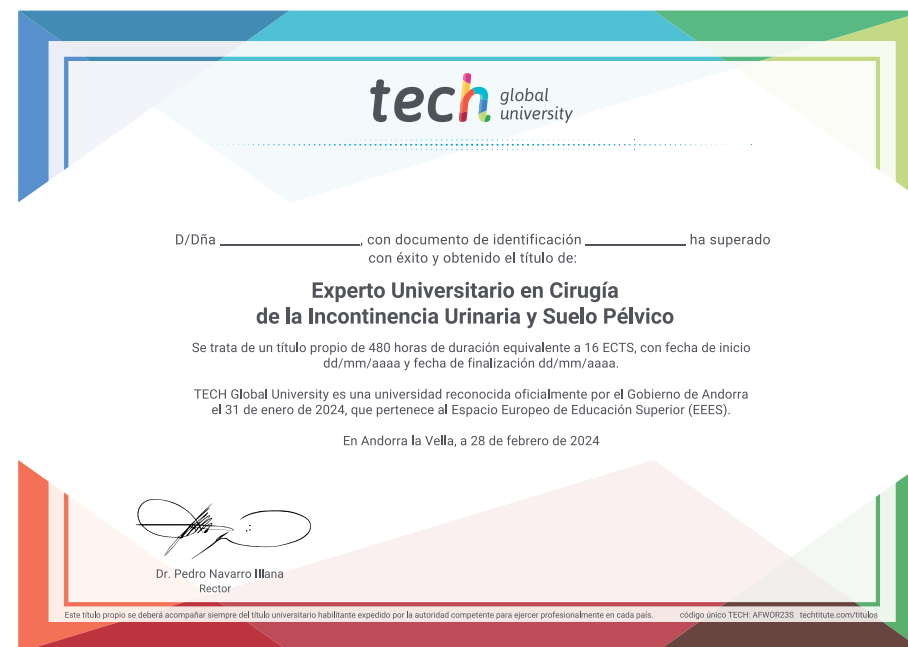 tech global university
D/Dña ____________________, con documento de identificación ______________ ha superado
con éxito y obtenido el título de:
Experto Universitario en Cirugía
de la Incontinencia Urinaria y Suelo Pélvico
Se trata de un título propio de 480 horas de duración equivalente a 16 ECTS, con fecha de inicio
dd/mm/aaaa y fecha de finalización dd/mm/aaaa.
TECH Global University es una universidad reconocida oficialmente por el Gobierno de Andorra
el 31 de enero de 2024, que pertenece al Espacio Europeo de Educación Superior (EEES).
En Andorra la Vella, a 28 de febrero de 2024
Dr. Pedro Navarro Illana
Rector
Este título propio se deberá acompañar siempre del título universitario habilitante expedido por la autoridad competente para ejercer profesionalmente en cada país. código único TECH: AFWOR23S techtitute.com/titulos